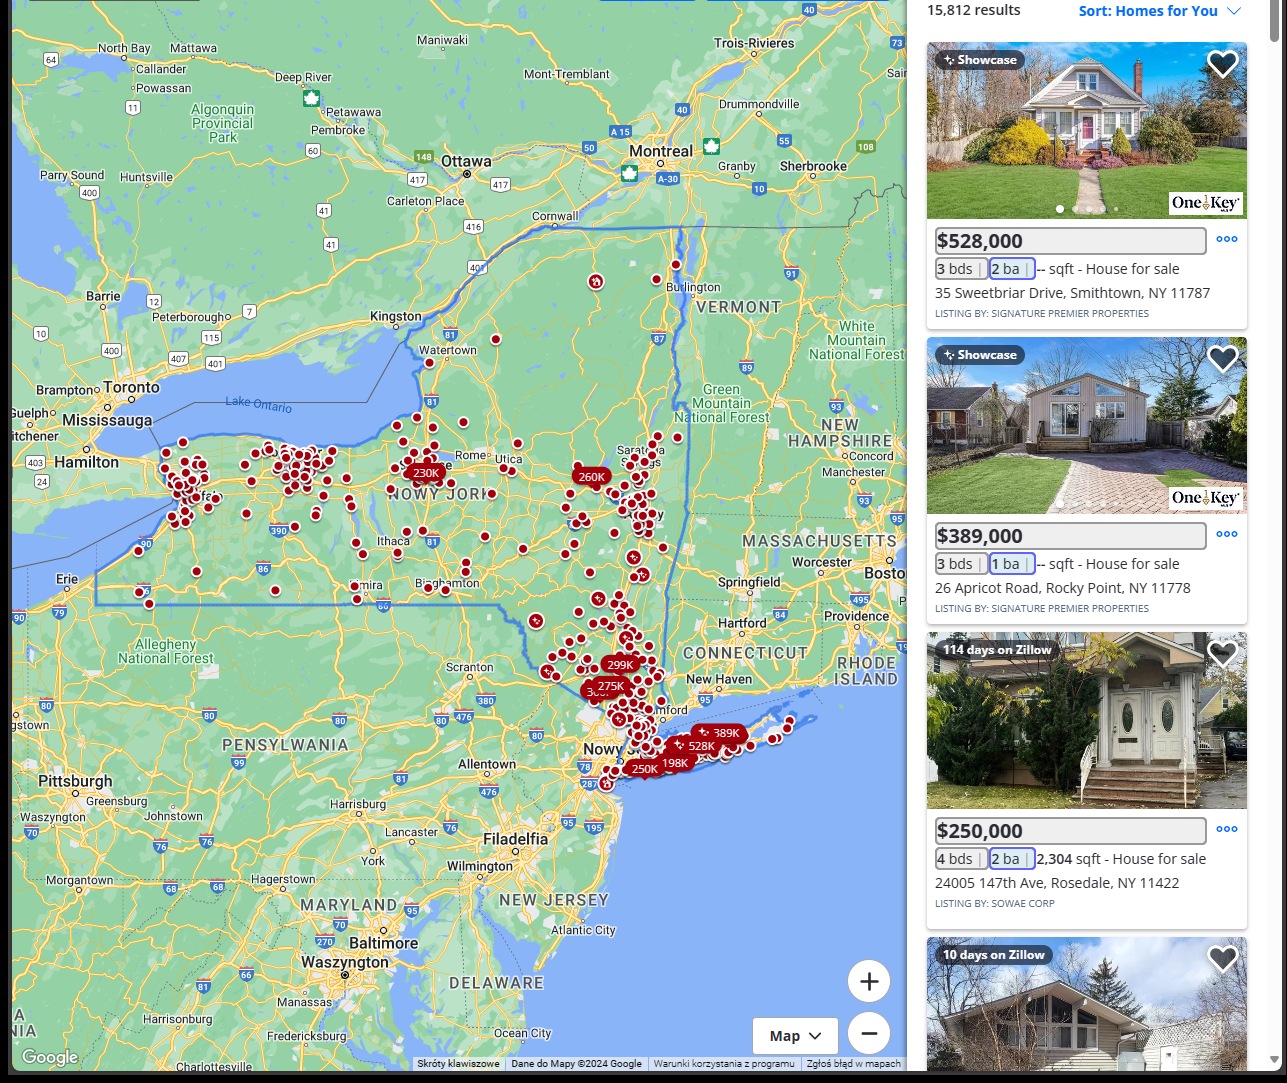 15,812 results
Sort: Homes for You
Showcase
OneKey
$528,000
3 bds | 2 ba | -- sqft - House for sale
35 Sweetbriar Drive, Smithtown, NY 11787
LISTING BY: SIGNATURE PREMIER PROPERTIES
Showcase
OneKey
$389,000
3 bds | 1 ba | -- sqft - House for sale
26 Apricot Road, Rocky Point, NY 11778
LISTING BY: SIGNATURE PREMIER PROPERTIES
114 days on Zillow
$250,000
4 bds | 2 ba | 2,304 sqft - House for sale
24005 147th Ave, Rosedale, NY 11422
LISTING BY: SOWAE CORP
10 days on Zillow
North Bay
Mattawa
Callander
Powassan
Maniwaki
Trois-Rivieres
Mont-Tremblant
Deep River
Algonquin
Provincial
Park
Petawawa
Pembroke
Drummondville
Ottawa
Montreal
Granby
Sherbrooke
Parry Sound
Huntsville
Carleton Place
Cornwall
Barrie
Peterborough
Kingston
Burlington
VERMONT
White
Mountain
National Forest
Watertown
Brampton
Toronto
Mississauga
Hamilton
Lake Ontario
Green
Mountain
National Forest
NEW
HAMPSHIRE
Concord
Manchester
Rome
Utica
230K
260K
NOWY JORK
Ithaca
Binghamton
MASSACHUSETTS
Worcester
Boston
Springfield
Erie
Hartford
Providence
CONNECTICUT
RHODE
ISLAND
Allegheny
National Forest
Scranton
New Haven
299K
275K
389K
528K
198K
250K
PENSYLWANIA
Allentown
Pittsburgh
Greensburg
Johnstown
Waszyngton
Harrisburg
Lancaster
York
Filadelfia
Wilmington
Morgantown
Hagerstown
MARYLAND
NEW JERSEY
Atlantic City
Baltimore
Waszyngton
DELAWARE
Manassas
Harrisonburg
Fredericksburg
Ocean City
Charlottesville
Map
Google
Skróty klawiszowe
Dane do Mapy ©2024 Google
Warunki korzystania z programu
Zgłoś błąd w mapach